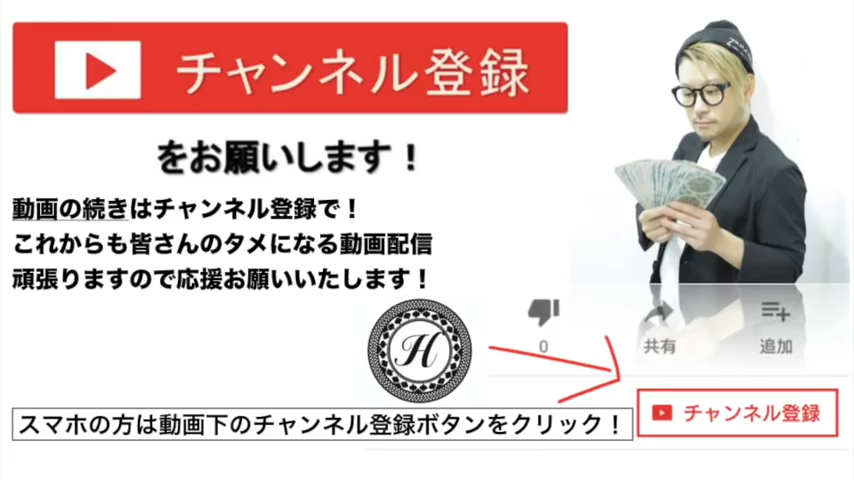 チャンネル登録
をお願いします！
動画の続きはチャンネル登録で！
これからも皆さんのタメになる動画配信
頑張りますので応援お願いいたします！
H
0
共有
追加
スマホの方は動画下のチャンネル登録ボタンをクリック！
チャンネル登録